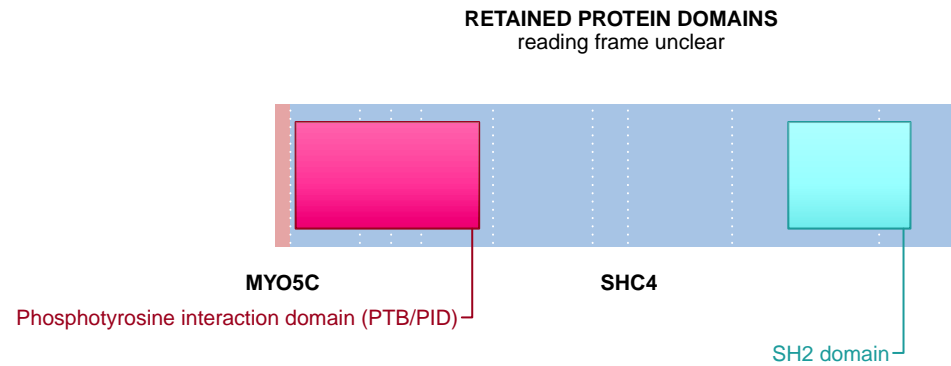 RETAINED PROTEIN DOMAINS
reading frame unclear
MYO5C
SHC4
Phosphotyrosine interaction domain (PTB/PID)
SH2 domain